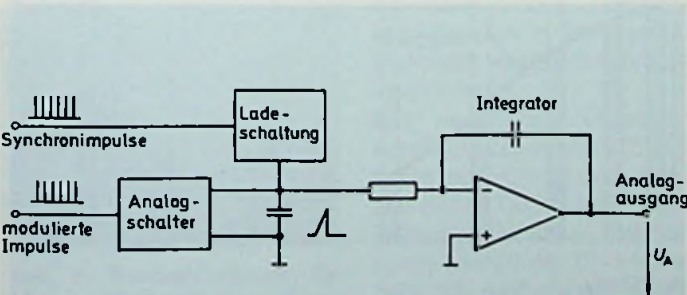 Lade-
schaltung
Synchronimpulse
Analog-
schalter
modulierte
Impulse
Integrator
-
+
Analog-
ausgang
U_A